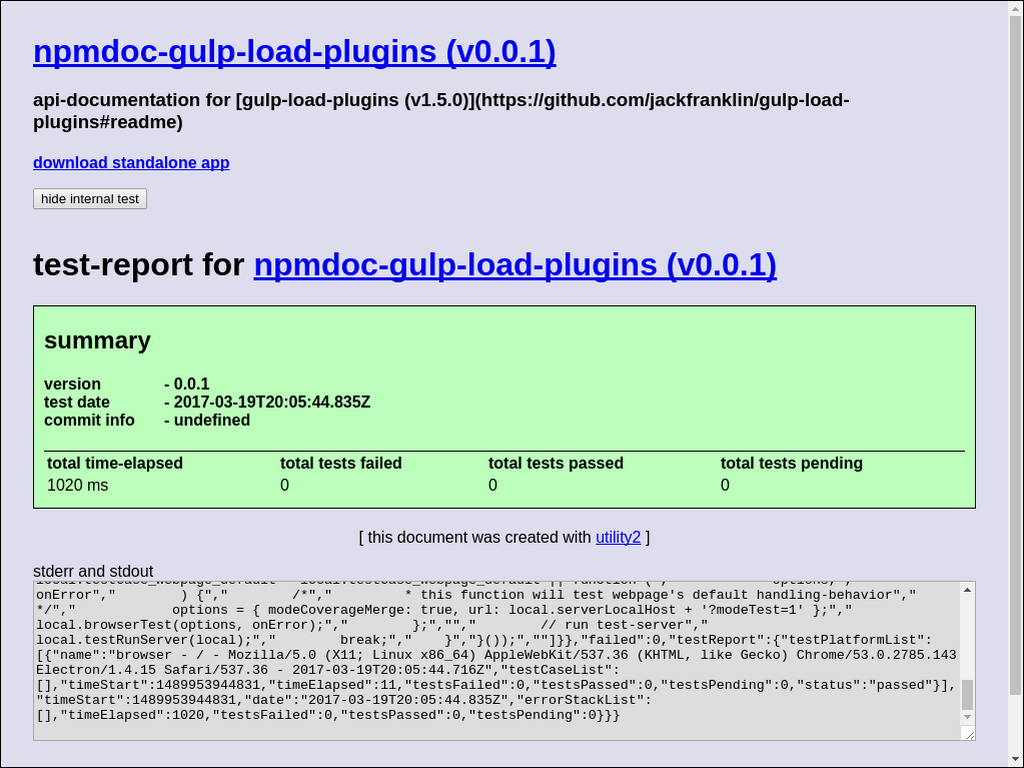 npmdoc-gulp-load-plugins (v0.0.1)
api-documentation for [gulp-load-plugins (v1.5.0)](https://github.com/jackfranklin/gulp-load-
plugins#readme)
download standalone app
hide internal test
test-report for npmdoc-gulp-load-plugins (v0.0.1)
summary
version - 0.0.1
test date - 2017-03-19T20:05:44.835Z
commit info - undefined
total time-elapsed total tests failed total tests passed total tests pending
1020 ms 0 0 0
[ this document was created with utility2 ]
stderr and stdout
local.testCase_webpage_default = local.testCase_webpage_default || function (","            options,","
onError","        ) {","        /*","         * this function will test webpage's default handling-behavior","
*/","            options = { modeCoverageMerge: true, url: local.serverLocalHost + '?modeTest=1' };","
local.browserTest(options, onError);","        };","","        // run test-server","
local.testRunServer(local);","        break;","    }","}());",""]}},"failed":0,"testReport":{"testPlatformList":
[{"name":"browser - / - Mozilla/5.0 (X11; Linux x86_64) AppleWebKit/537.36 (KHTML, like Gecko) Chrome/53.0.2785.143
Electron/1.4.15 Safari/537.36 - 2017-03-19T20:05:44.716Z","testCaseList":
[],"timeStart":1489953944831,"timeElapsed":11,"testsFailed":0,"testsPassed":0,"testsPending":0,"status":"passed"}],
"timeStart":1489953944831,"date":"2017-03-19T20:05:44.835Z","errorStackList":
[],"timeElapsed":1020,"testsFailed":0,"testsPassed":0,"testsPending":0}}}